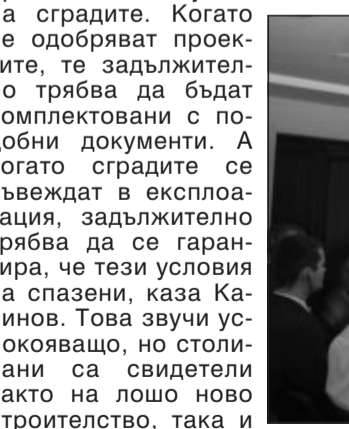 а сградите. Когато
е одобряват проек-
ите, те задължител-
о трябва да бъдат
омплектовани с по-
обни документи. А
огато сградите се
ъвеждат в експлоа-
ация, задължително
рябва да се гаран-
ира, че тези условия
а спазени, каза Ка-
инов. Това звучи ус-
окояващо, но столи-
ани са свидетели
акто на лошо ново
троителство, така и